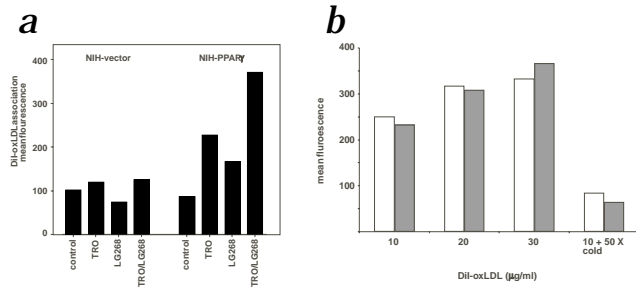 a
NIH-vector
NIH-PPARγ
DiI-oxLDL association
mean flourescence
400
300
200
100
0
control
TRO
LG268
TRO/LG268
control
TRO
LG268
TRO/LG268
b
mean fluroescence
400
300
200
100
10
20
30
10 + 50 X
cold
DiI-oxLDL (µg/ml)